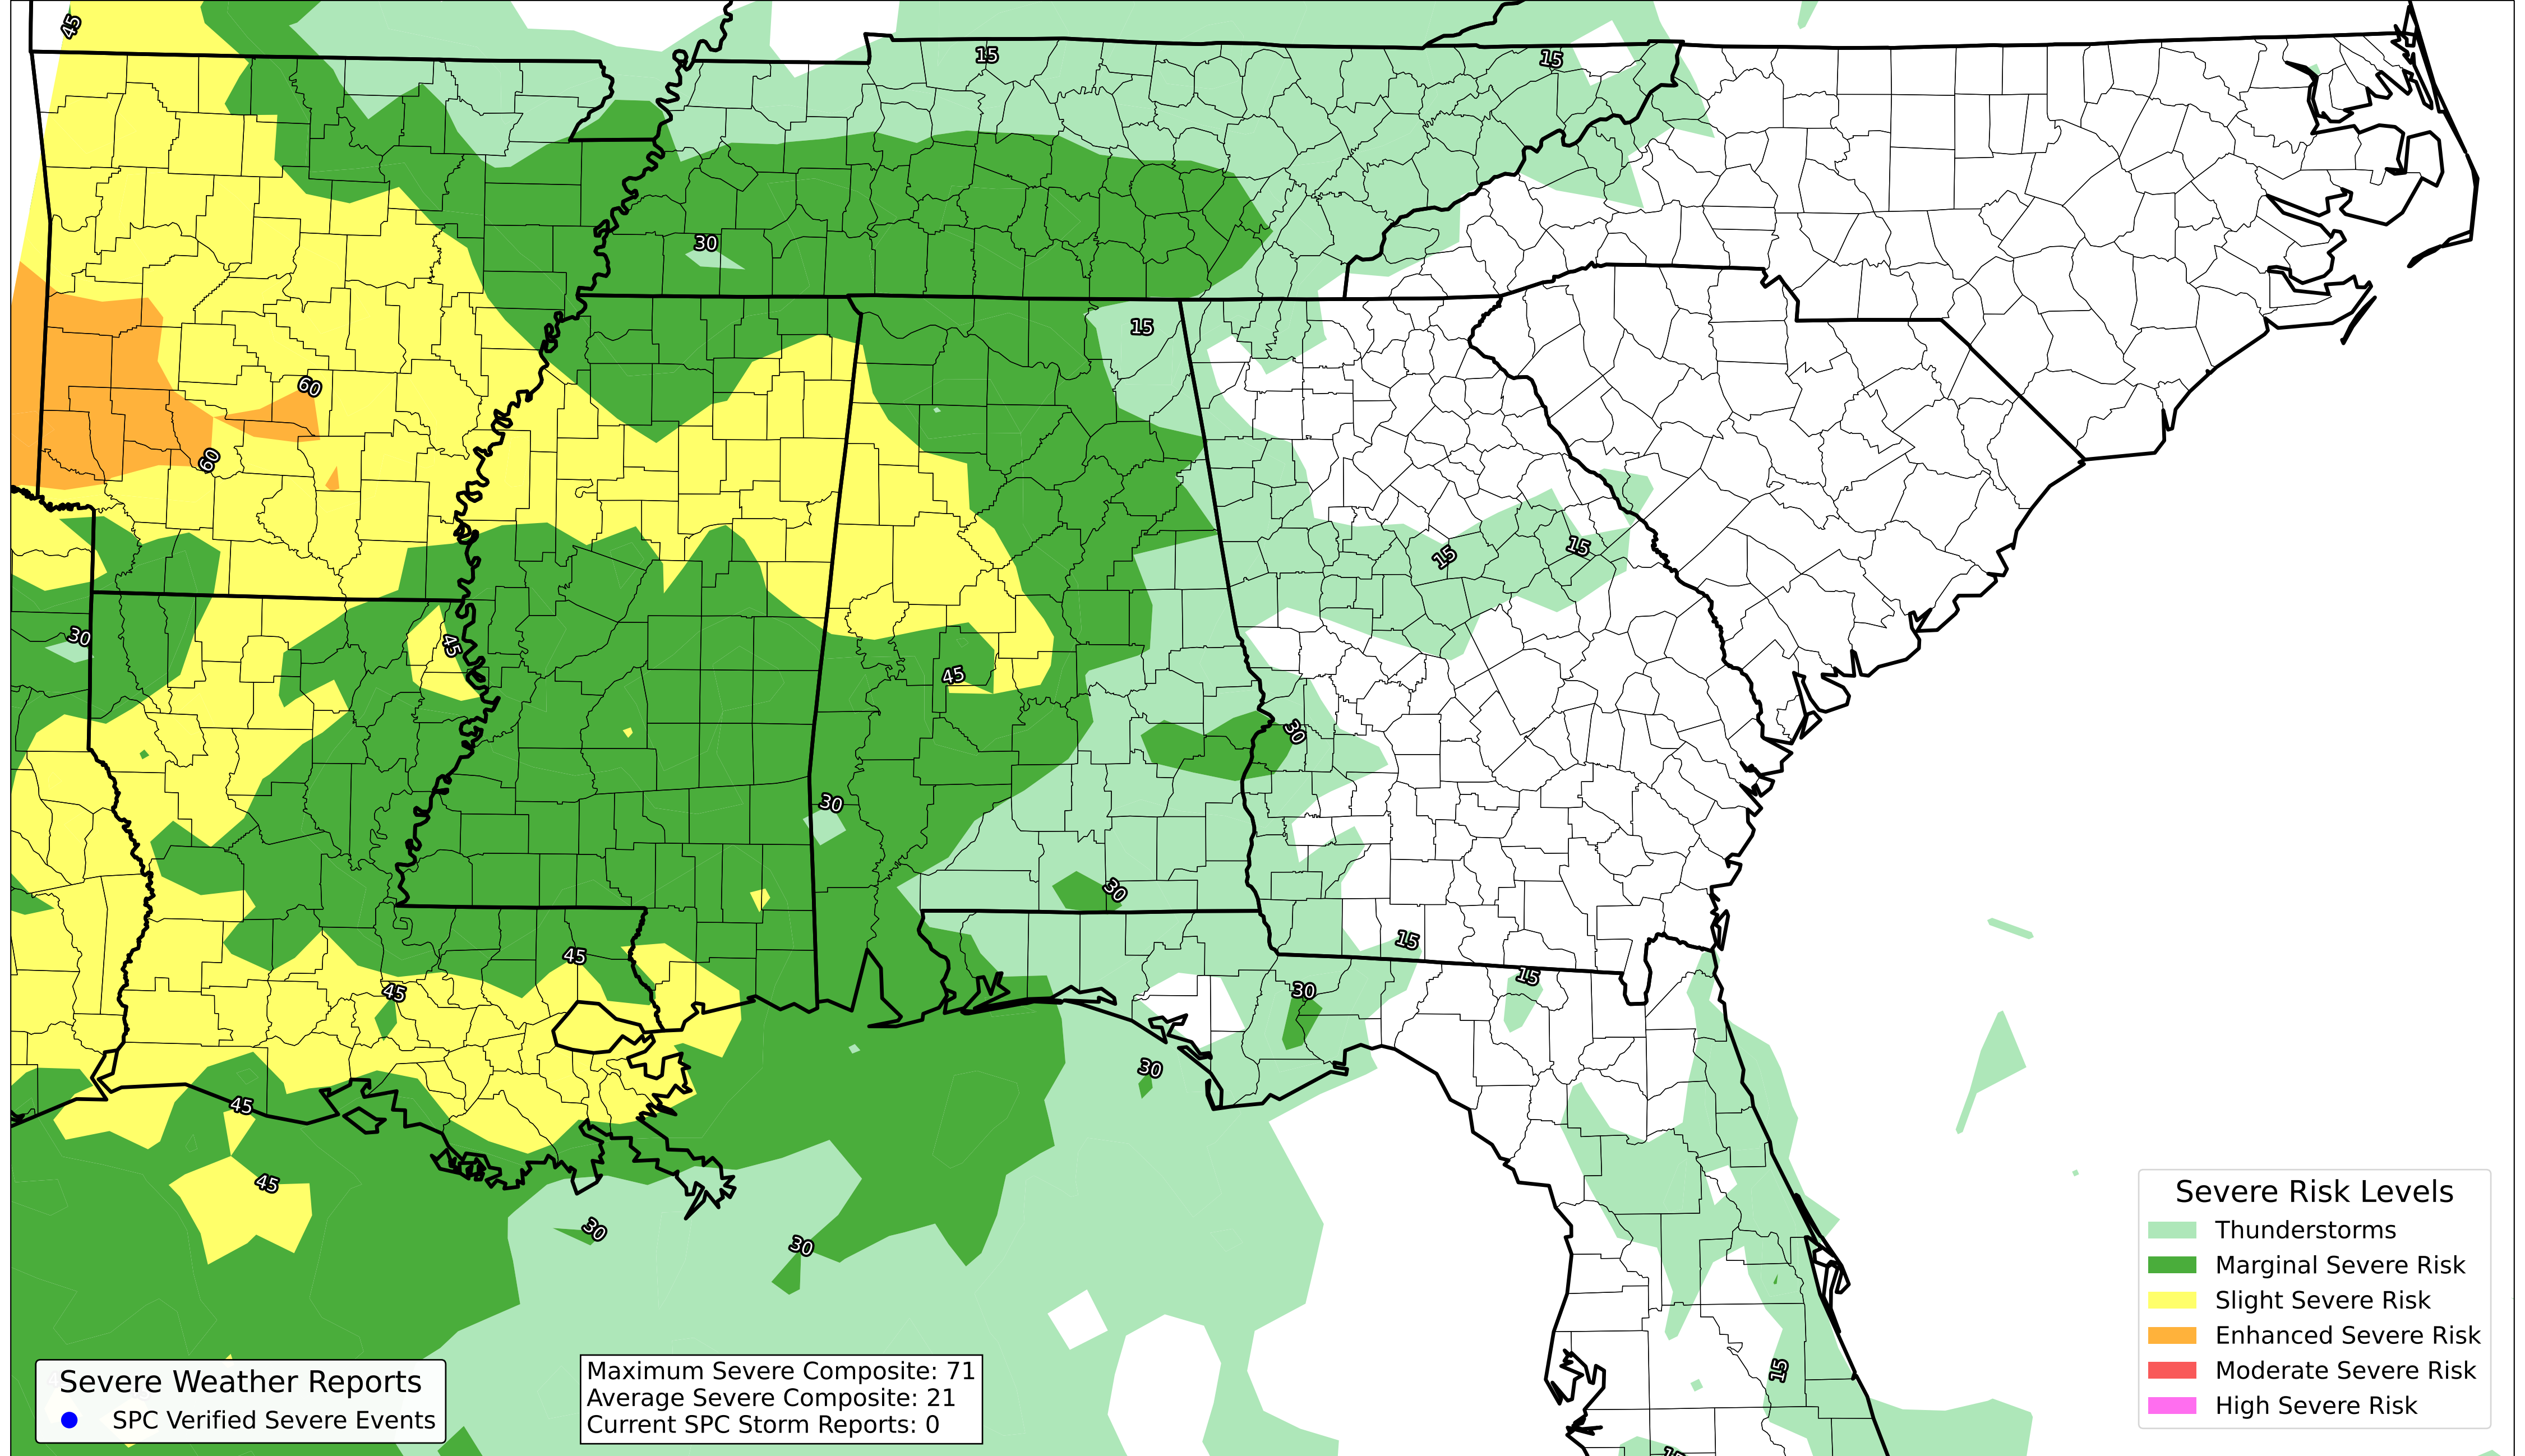 45
15
15
30
15
60
60
15
15
30
45
45
30
30
30
45
15
45
15
30
45
30
45
30
30
15
15
Severe Risk Levels
Thunderstorms
Marginal Severe Risk
Slight Severe Risk
Enhanced Severe Risk
Moderate Severe Risk
High Severe Risk
Severe Weather Reports
SPC Verified Severe Events
Maximum Severe Composite: 71
Average Severe Composite: 21
Current SPC Storm Reports: 0